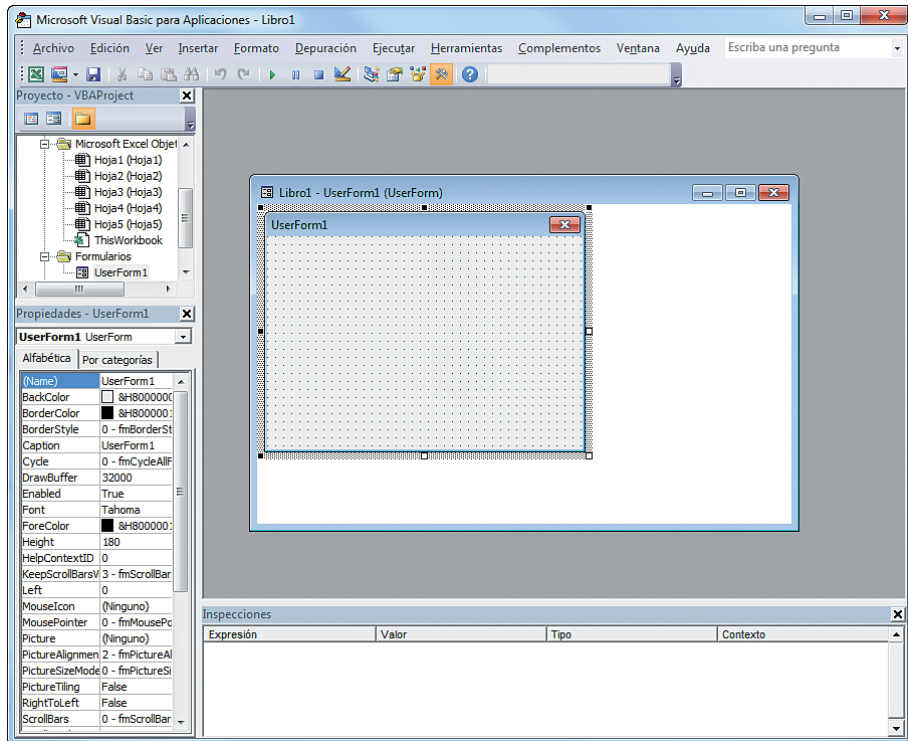 Microsoft Visual Basic para Aplicaciones - Libro1
Archivo Edición Ver Insertar Formato Depuración Ejecutar Herramientas Complementos Ventana Ayuda Escriba una pregunta
Proyecto - VBAProject
Microsoft Excel Objet
Hoja1 (Hoja1)
Hoja2 (Hoja2)
Hoja3 (Hoja3)
Hoja4 (Hoja4)
Hoja5 (Hoja5)
ThisWorkbook
Formularios
UserForm1
Propiedades - UserForm1
UserForm1 UserForm
Alfabética Por categorías
(Name) UserForm1
BackColor &H8000000
BorderColor &H8000001
BorderStyle 0 - fmBorderSt
Caption UserForm1
Cycle 0 - fmCycleAllF
DrawBuffer 32000
Enabled True
Font Tahoma
ForeColor &H8000001
Height 180
HelpContextID 0
KeepScrollBarsV 3 - fmScrollBar
Left 0
MouseIcon (Ninguno)
MousePointer 0 - fmMousePo
Picture (Ninguno)
PictureAlignmen 2 - fmPictureAl
PictureSizeMode 0 - fmPictureSi
PictureTiling False
RightToLeft False
ScrollBars 0 - fmScrollBar
Libro1 - UserForm1 (UserForm)
UserForm1
Inspecciones
Expresión Valor Tipo Contexto